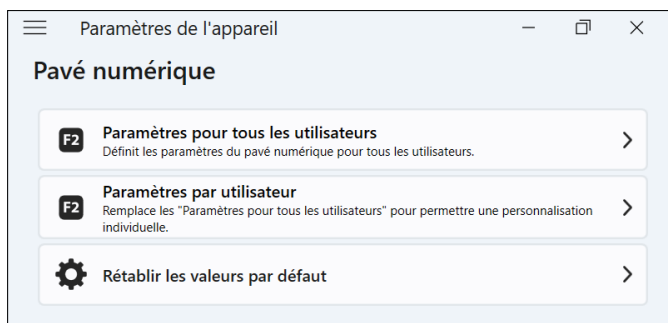 Paramètres de l'appareil
Pavé numérique
F2
Paramètres pour tous les utilisateurs
Définit les paramètres du pavé numérique pour tous les utilisateurs.
F2
Paramètres par utilisateur
Remplace les "Paramètres pour tous les utilisateurs" pour permettre une personnalisation
individuelle.
Rétablir les valeurs par défaut